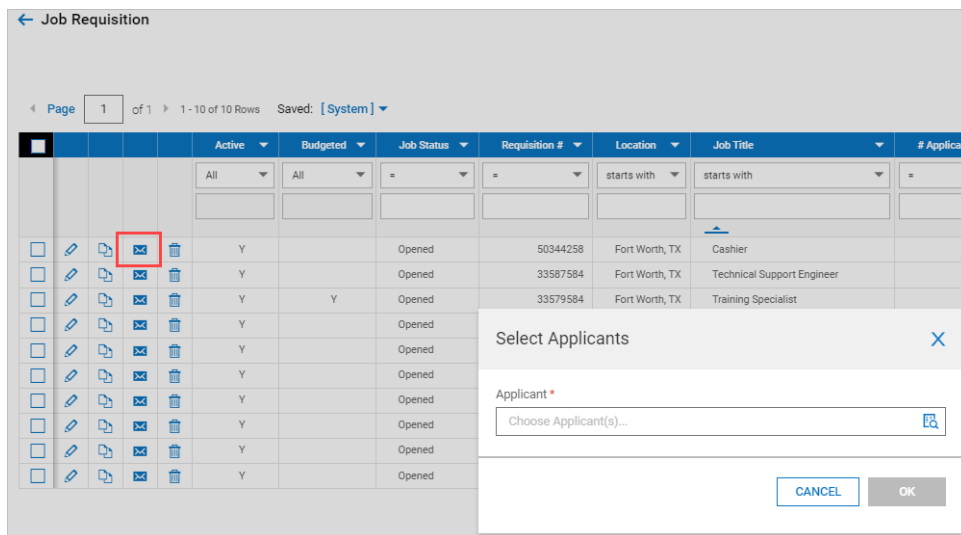 Job Requisition
Page 1 of 1 1 - 10 of 10 Rows Saved: [ System ]
Active Budgeted Job Status Requisition # Location Job Title # Applica
All All = = starts with starts with =
Y Opened 50344258 Fort Worth, TX Cashier
Y Opened 33587584 Fort Worth, TX Technical Support Engineer
Y Y Opened 33579584 Fort Worth, TX Training Specialist
Y Opened
Y Opened
Y Opened
Y Opened
Y Opened
Y Opened
Y Opened
Select Applicants
Applicant *
Choose Applicant(s)...
CANCEL OK